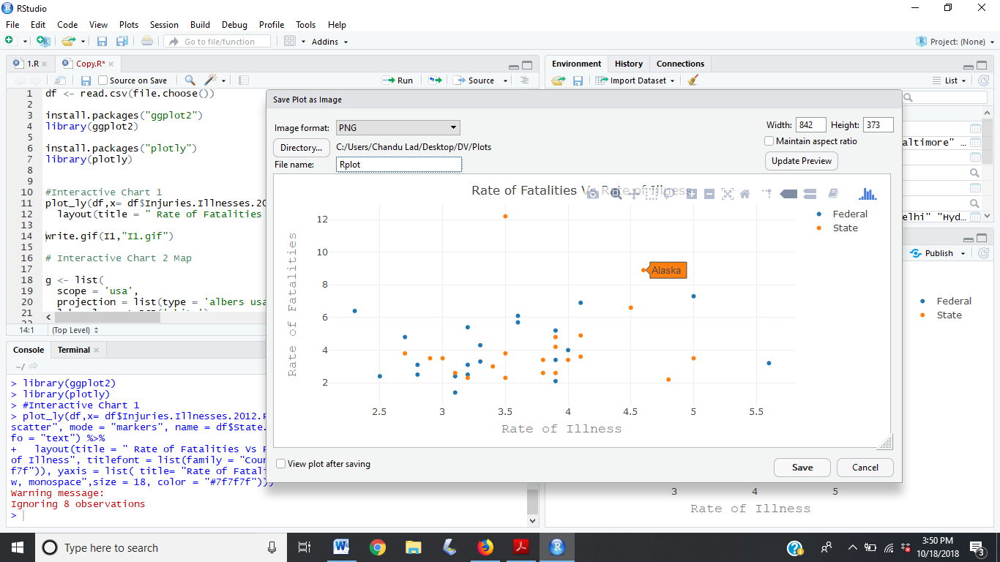 RStudio
File Edit Code View Plots Session Build Debug Profile Tools Help
Go to file/function
Addins
Project: (None)
1.R
Copy.R*
Source on Save
Run
Source
1 df <- read.csv(file.choose())
2
3 install.packages("ggplot2")
4 library(ggplot2)
5
6 install.packages("plotly")
7 library(plotly)
8
9
10 #Interactive Chart 1
11 plot_ly(df,x= df$Injuries.Illnesses.20
12 layout(title = " Rate of Fatalities
13
14 write.gif(I1,"I1.gif")
15
16 # Interactive Chart 2 Map
17
18 g <- list(
19 scope = 'usa',
20 projection = list(type = 'albers usa
21
14:1 (Top Level)
Console Terminal
~/
> library(ggplot2)
> library(plotly)
> #Interactive Chart 1
> plot_ly(df,x= df$Injuries.Illnesses.2012.
scatter", mode = "markers", name = df$State.
fo = "text") %>%
+ layout(title = " Rate of Fatalities Vs
of Illness", titlefont = list(family = "Cou
f7f")), yaxis = list( title= "Rate of Fatal
w, monospace",size = 18, color = "#7f7f7f")))
Warning message:
Ignoring 8 observations
>
Environment History Connections
Import Dataset
List
altimore" ...
elhi" "Hyd...
Publish
Federal
State
3 4 5
Rate of Illness
Save Plot as Image
Image format: PNG
Directory... C:/Users/Chandu Lad/Desktop/DV/Plots
File name: Rplot
Width: 842 Height: 373
Maintain aspect ratio
Update Preview
Rate of Fatalities Vs Rate of Illness
Federal
State
Alaska
12
10
8
6
4
2
Rate of Fatalities
2.5 3 3.5 4 4.5 5 5.5
Rate of Illness
View plot after saving
Save Cancel
Type here to search
3:50 PM
10/18/2018
3